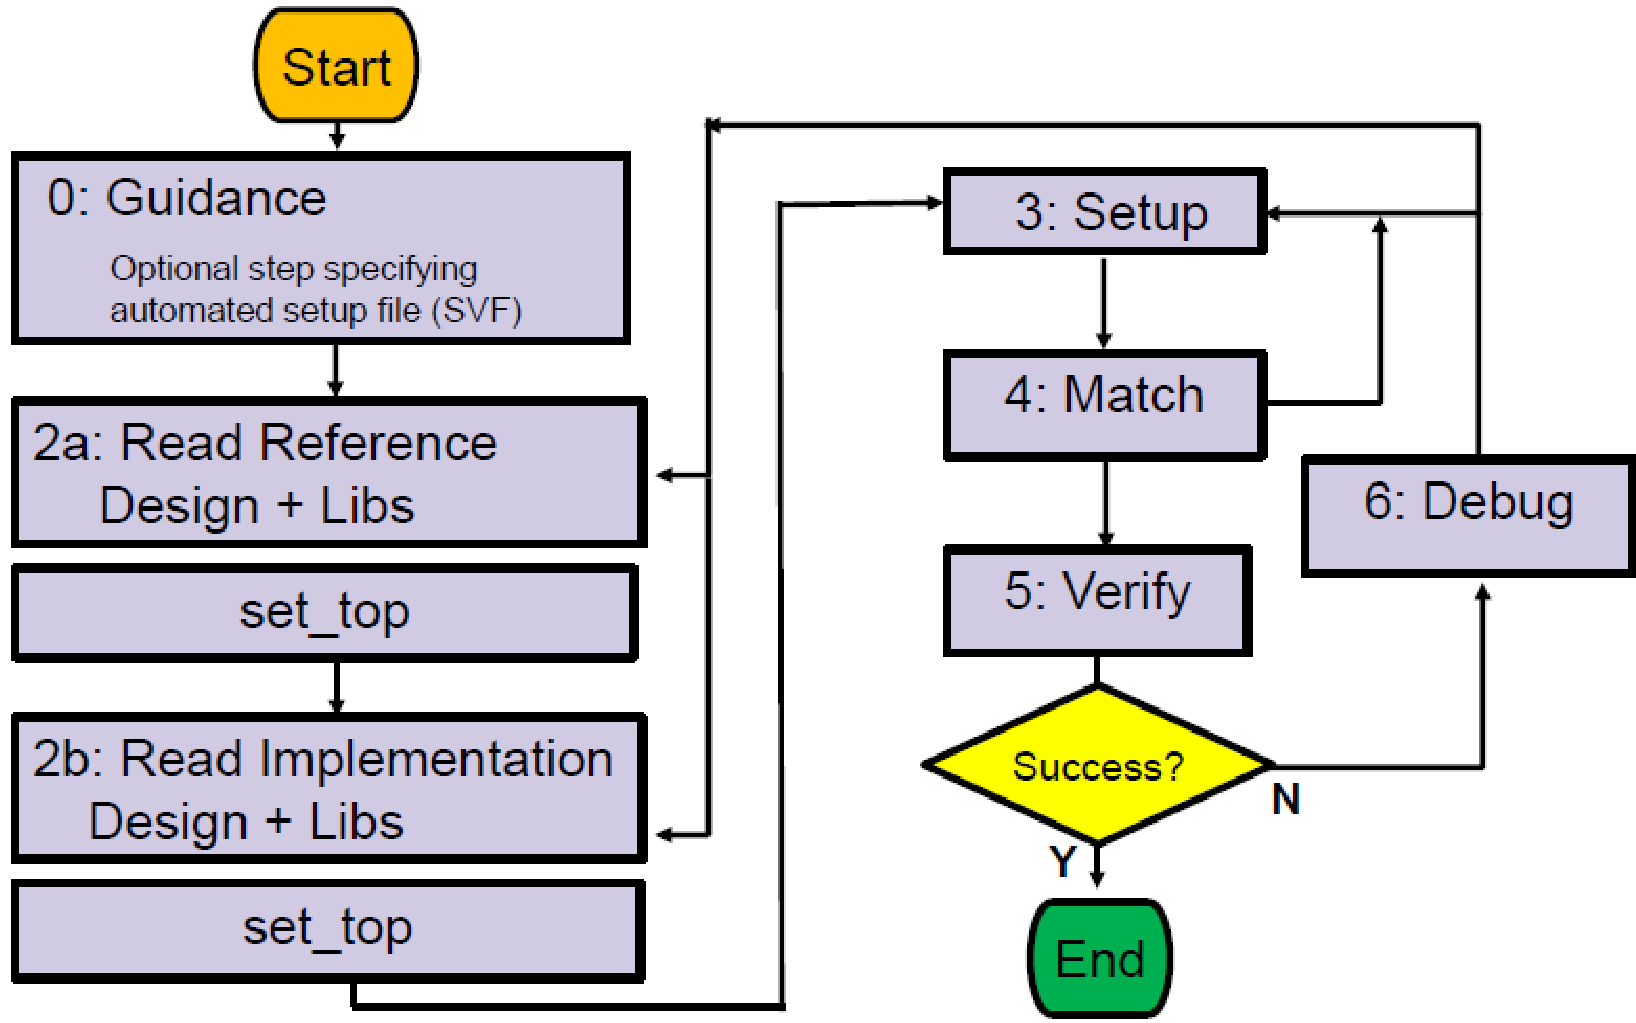 Start
0: Guidance
Optional step specifying
automated setup file (SVF)
2a: Read Reference
Design + Libs
set_top
2b: Read Implementation
Design + Libs
set_top
3: Setup
4: Match
5: Verify
6: Debug
Success?
N
Y
End